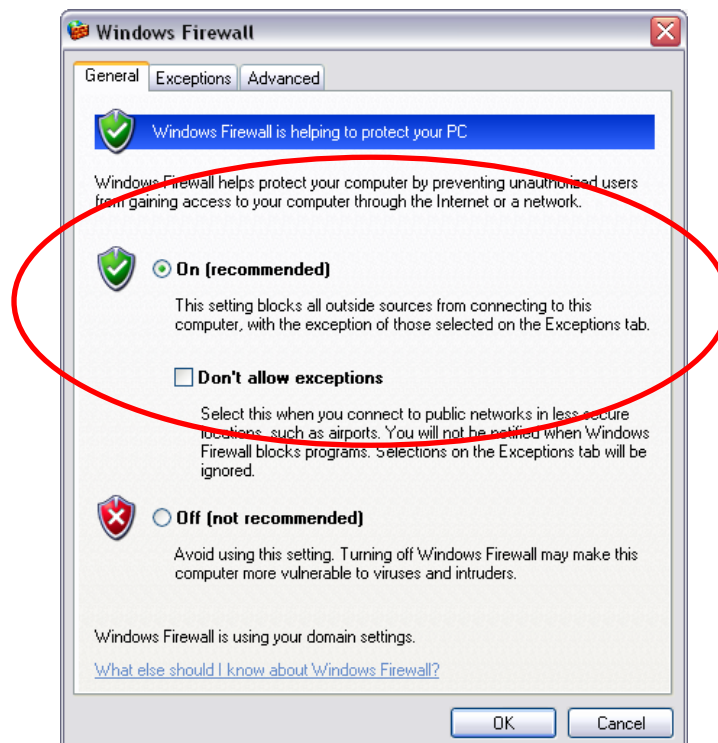 Windows Firewall
General Exceptions Advanced
Windows Firewall is helping to protect your PC
Windows Firewall helps protect your computer by preventing unauthorized users
from gaining access to your computer through the Internet or a network.
On (recommended)
This setting blocks all outside sources from connecting to this
computer, with the exception of those selected on the Exceptions tab.
Don't allow exceptions
Select this when you connect to public networks in less secure
locations, such as airports. You will not be notified when Windows
Firewall blocks programs. Selections on the Exceptions tab will be
ignored.
Off (not recommended)
Avoid using this setting. Turning off Windows Firewall may make this
computer more vulnerable to viruses and intruders.
Windows Firewall is using your domain settings.
What else should I know about Windows Firewall?
OK Cancel